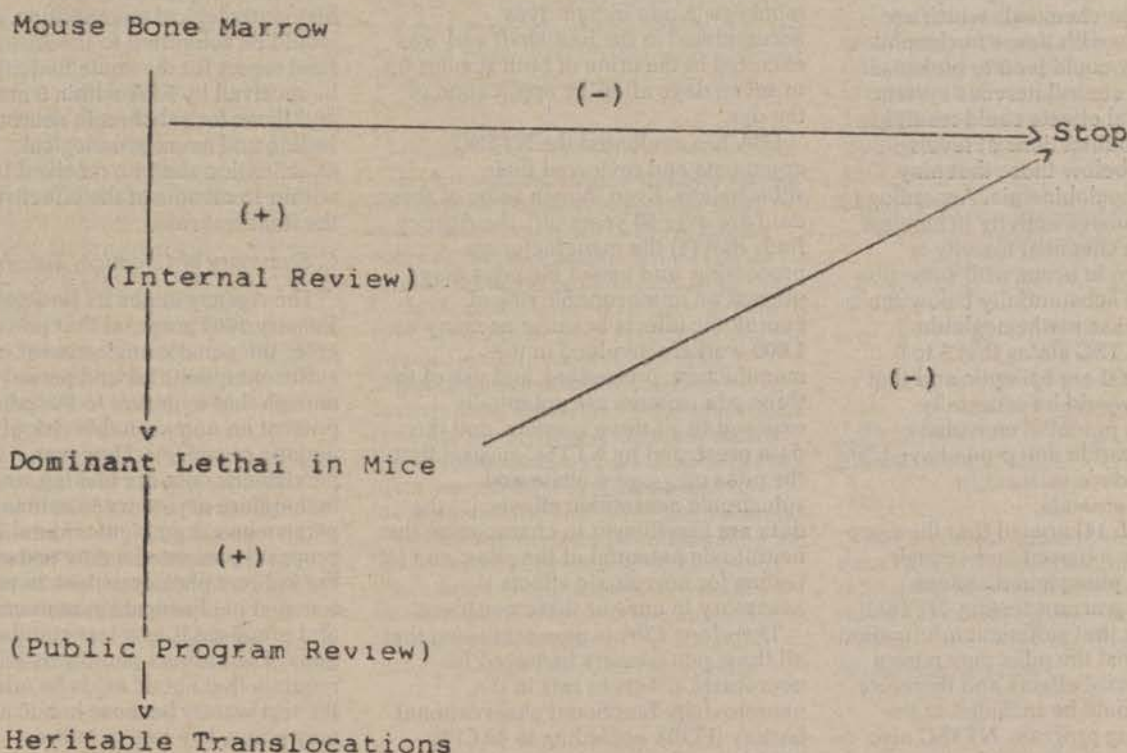 Mouse Bone Marrow
(-)
Stop
(+)
(Internal Review)
(-)
Dominant Lethal in Mice
(+)
(Public Program Review)
Heritable Translocations